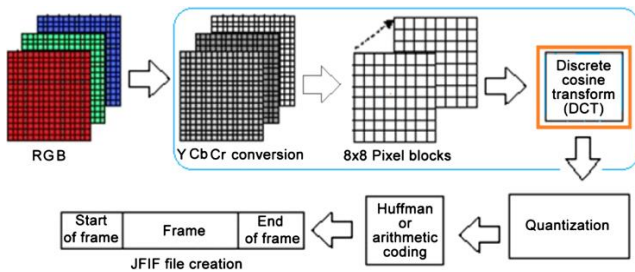 RGB
Y Cb Cr conversion
8x8 Pixel blocks
Discrete
cosine
transform
(DCT)
Quantization
Huffman
or
arithmetic
coding
Start
of frame
Frame
End
of frame
JFIF file creation